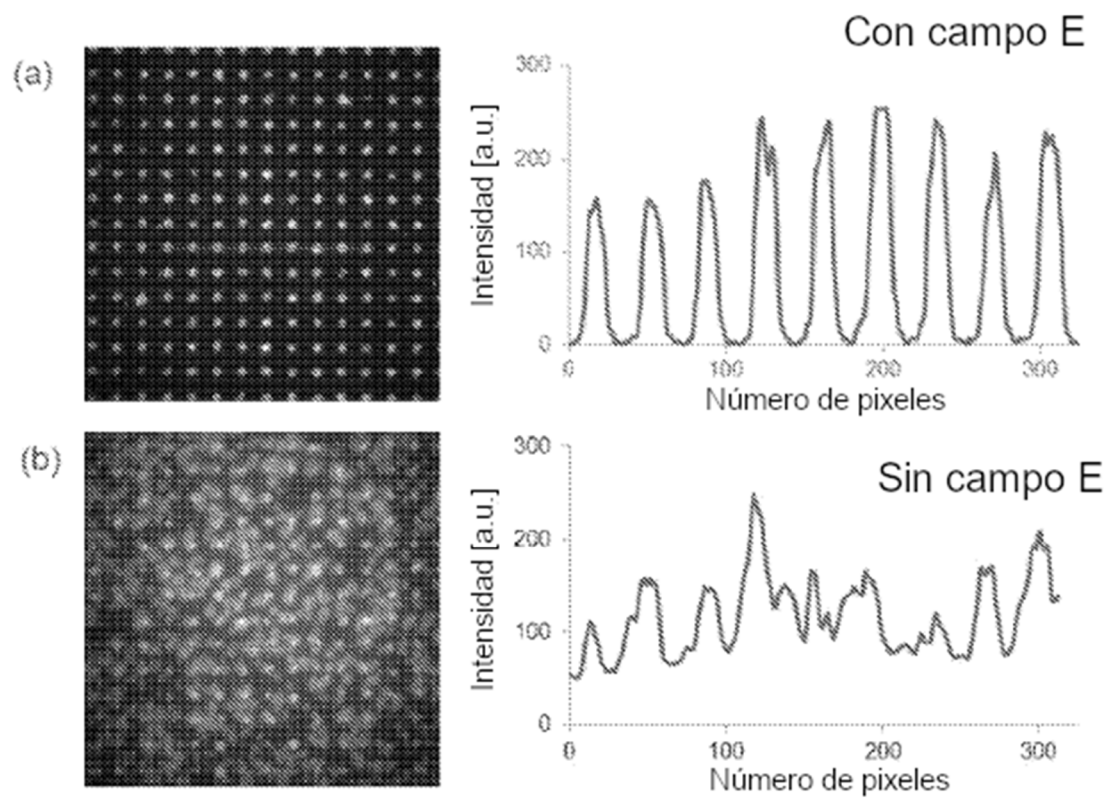 (a)
Con campo E
Intensidad [a.u.]
300
200
100
0
0 100 200 300
Número de pixeles
(b)
Sin campo E
Intensidad [a.u.]
300
200
100
0
0 100 200 300
Número de pixeles